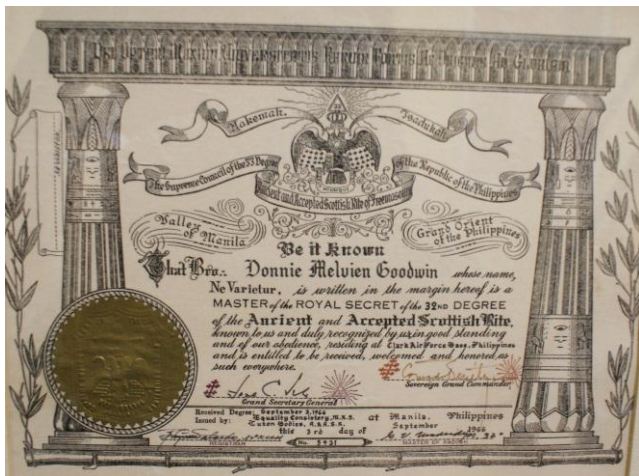 Hakemah.
Tsadukah
The Supreme Council of the 33 Degree
of the Republic of the Philippines
Ancient and Accepted Scottish Rite of Freemasonry
Valley of Manila
Grand Orient of the Philippines
Be it Known
That Bro∴ Donnie Melvien Goodwin whose name,
Ne Varietur, is written in the margin hereof is a
MASTER of the ROYAL SECRET of the 32ND DEGREE
of the Ancient and Accepted Scottish Rite,
known to us and duly recognized by us in good standing
and of our obedience, residing at Clark Air Force Base, Philippines
and is entitled to be received, welcomed and honored as
such everywhere.
Grand Secretary General
Sovereign Grand Commander
Received Degree: September 3, 1966
Issued by: Equality Consistory, M.R.S. at Manila, Philippines
Luzon Bodies, A.&A.S.R. September 1966
this 3rd day of
REGISTRAR
MASTER OF KADOSH
No. 5931